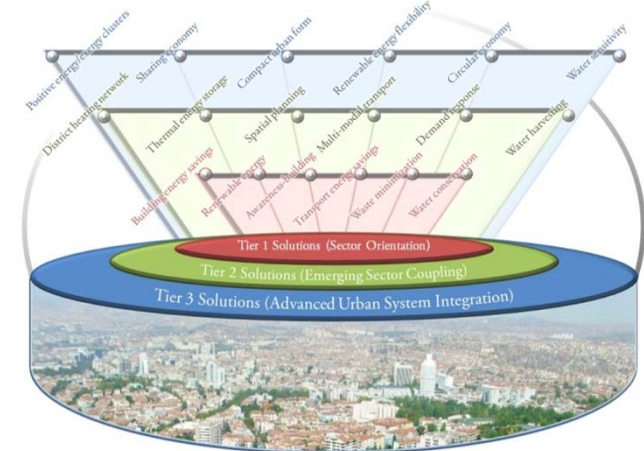 Positive energy/exergy clusters
Sharing economy
Compact urban form
Renewable energy flexibility
Circular economy
Water sensitivity
District heating network
Thermal energy storage
Spatial planning
Multi-modal transport
Demand response
Water harvesting
Building energy savings
Renewable energy
Awareness-building
Transport energy savings
Waste minimization
Water conservation
Tier 1 Solutions (Sector Orientation)
Tier 2 Solutions (Emerging Sector Coupling)
Tier 3 Solutions (Advanced Urban System Integration)